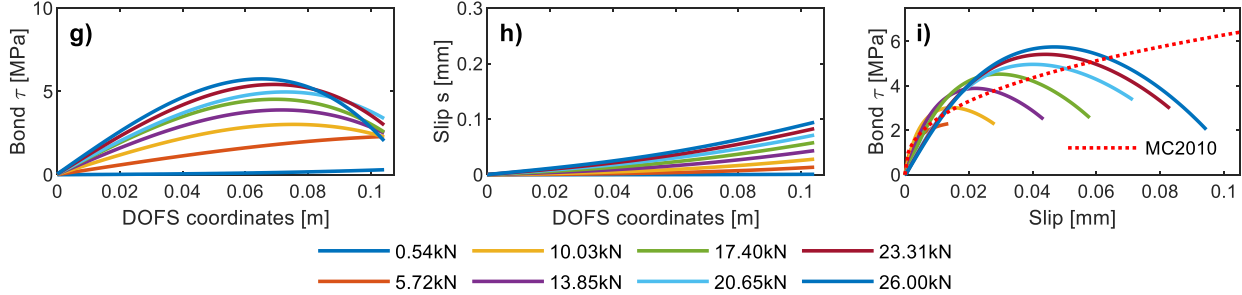 g)
Bond τ [MPa]
10
5
0
0
0.02
0.04
0.06
0.08
0.1
DOFS coordinates [m]
h)
Slip s [mm]
0.3
0.2
0.1
0
0
0.02
0.04
0.06
0.08
0.1
DOFS coordinates [m]
i)
Bond τ [MPa]
6
4
2
0
0
0.02
0.04
0.06
0.08
0.1
Slip [mm]
MC2010
0.54kN
10.03kN
17.40kN
23.31kN
5.72kN
13.85kN
20.65kN
26.00kN